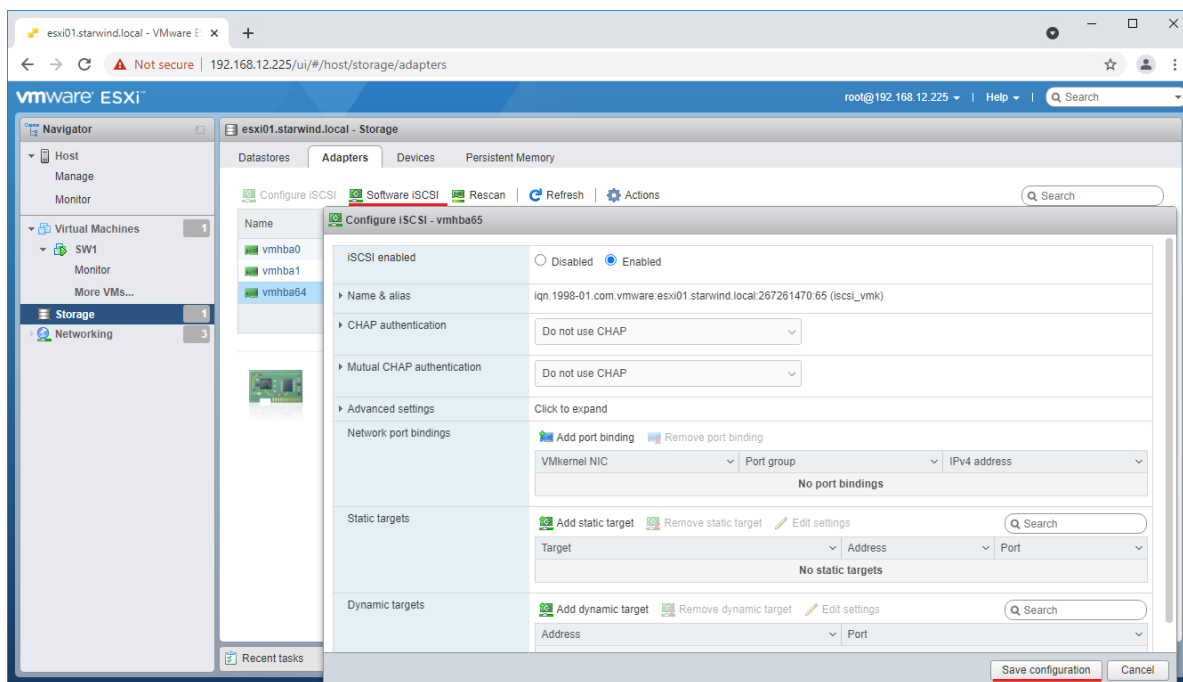 esxi01.starwind.local - VMware E
Not secure | 192.168.12.225/ui/#/host/storage/adapters
vmware ESXi™
root@192.168.12.225 | Help | Search
Navigator
Host
Manage
Monitor
Virtual Machines 1
SW1
Monitor
More VMs...
Storage 1
Networking 3
esxi01.starwind.local - Storage
Datastores Adapters Devices Persistent Memory
Configure iSCSI Software iSCSI Rescan | Refresh | Actions Search
Name
vmhba0
vmhba1
vmhba64
Configure iSCSI - vmhba65
iSCSI enabled Disabled Enabled
Name & alias iqn.1998-01.com.vmware:esxi01.starwind.local:267261470:65 (iscsi_vmk)
CHAP authentication Do not use CHAP
Mutual CHAP authentication Do not use CHAP
Advanced settings Click to expand
Network port bindings Add port binding Remove port binding
VMkernel NIC Port group IPv4 address
No port bindings
Static targets Add static target Remove static target Edit settings Search
Target Address Port
No static targets
Dynamic targets Add dynamic target Remove dynamic target Edit settings Search
Address Port
Recent tasks
Save configuration Cancel